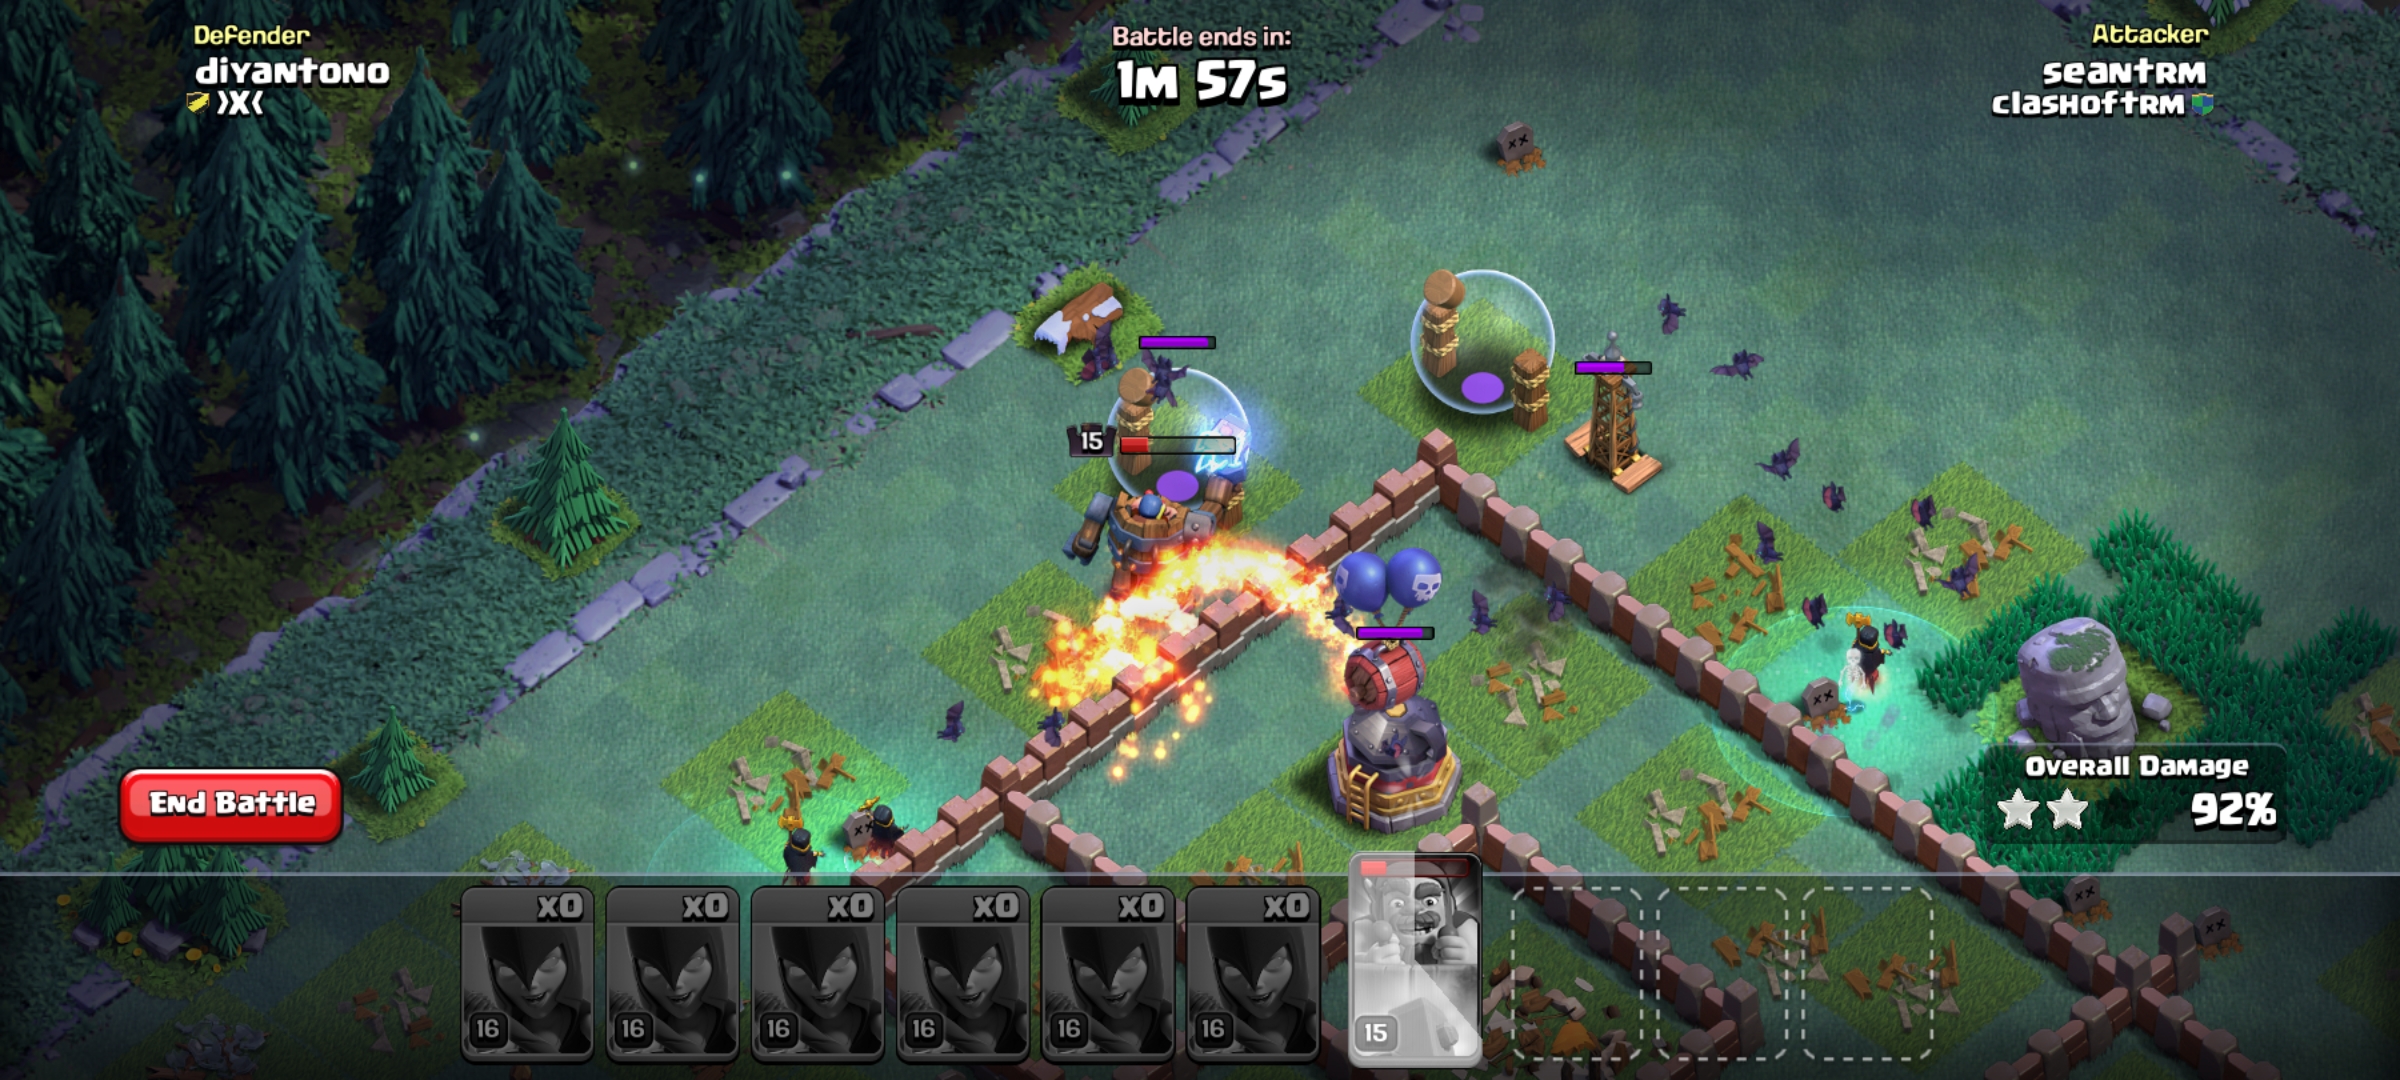 Defender
diyantono
⟩X⟨
Battle ends in:
1M 57s
Attacker
seantRM
clashoftRM
15
End Battle
Overall Damage
92%
x0
x0
x0
x0
x0
x0
16
16
16
16
16
16
15